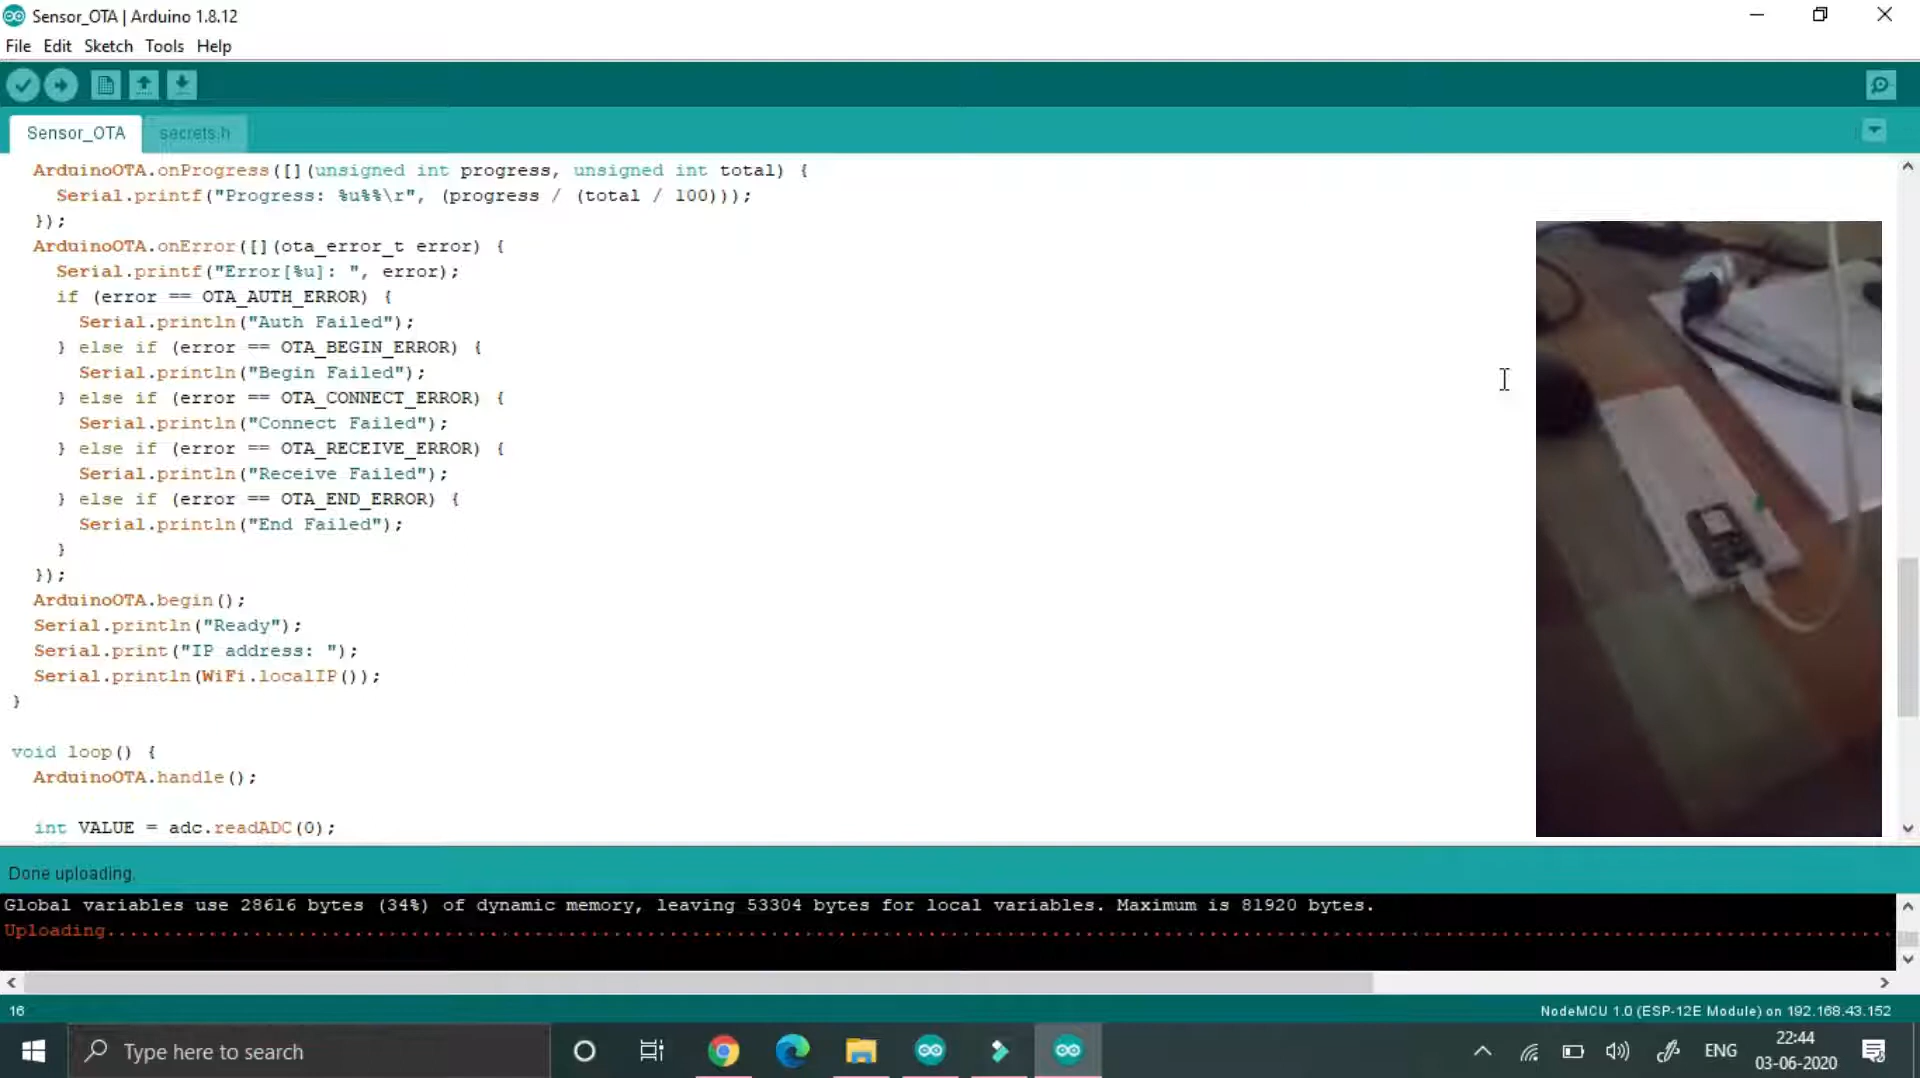 Sensor_OTA | Arduino 1.8.12
File Edit Sketch Tools Help
Sensor_OTA secrets.h
ArduinoOTA.onProgress([](unsigned int progress, unsigned int total) {
Serial.printf("Progress: %u%%\r", (progress / (total / 100)));
});
ArduinoOTA.onError([](ota_error_t error) {
Serial.printf("Error[%u]: ", error);
if (error == OTA_AUTH_ERROR) {
Serial.println("Auth Failed");
} else if (error == OTA_BEGIN_ERROR) {
Serial.println("Begin Failed");
} else if (error == OTA_CONNECT_ERROR) {
Serial.println("Connect Failed");
} else if (error == OTA_RECEIVE_ERROR) {
Serial.println("Receive Failed");
} else if (error == OTA_END_ERROR) {
Serial.println("End Failed");
}
});
ArduinoOTA.begin();
Serial.println("Ready");
Serial.print("IP address: ");
Serial.println(WiFi.localIP());
}
void loop() {
ArduinoOTA.handle();
int VALUE = adc.readADC(0);
Done uploading.
Global variables use 28616 bytes (34%) of dynamic memory, leaving 53304 bytes for local variables. Maximum is 81920 bytes.
Uploading................................................................................................................................................................
16
NodeMCU 1.0 (ESP-12E Module) on 192.168.43.152
Type here to search
ENG
22:44
03-06-2020